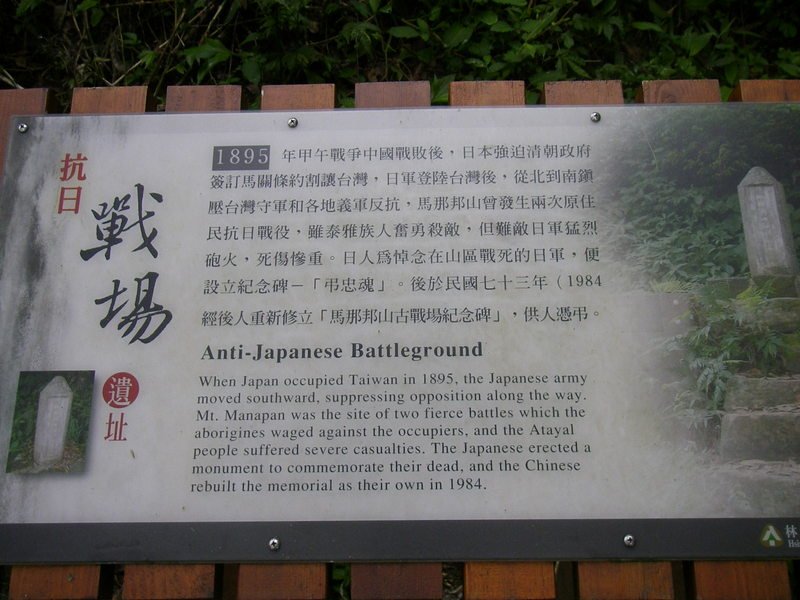 抗日
戰場
遺址
1895 年甲午戰爭中國戰敗後，日本強迫清朝政府
簽訂馬關條約割讓台灣，日軍登陸台灣後，從北到南鎮
壓台灣守軍和各地義軍反抗，馬那邦山曾發生兩次原住
民抗日戰役，雖泰雅族人奮勇殺敵，但難敵日軍猛烈
砲火，死傷慘重。日人為悼念在山區戰死的日軍，便
設立紀念碑－「弔忠魂」。後於民國七十三年（1984
經後人重新修立「馬那邦山古戰場紀念碑」，供人憑弔。
Anti-Japanese Battleground
When Japan occupied Taiwan in 1895, the Japanese army
moved southward, suppressing opposition along the way.
Mt. Manapan was the site of two fierce battles which the
aborigines waged against the occupiers, and the Atayal
people suffered severe casualties. The Japanese erected a
monument to commemorate their dead, and the Chinese
rebuilt the memorial as their own in 1984.
林
Hsin